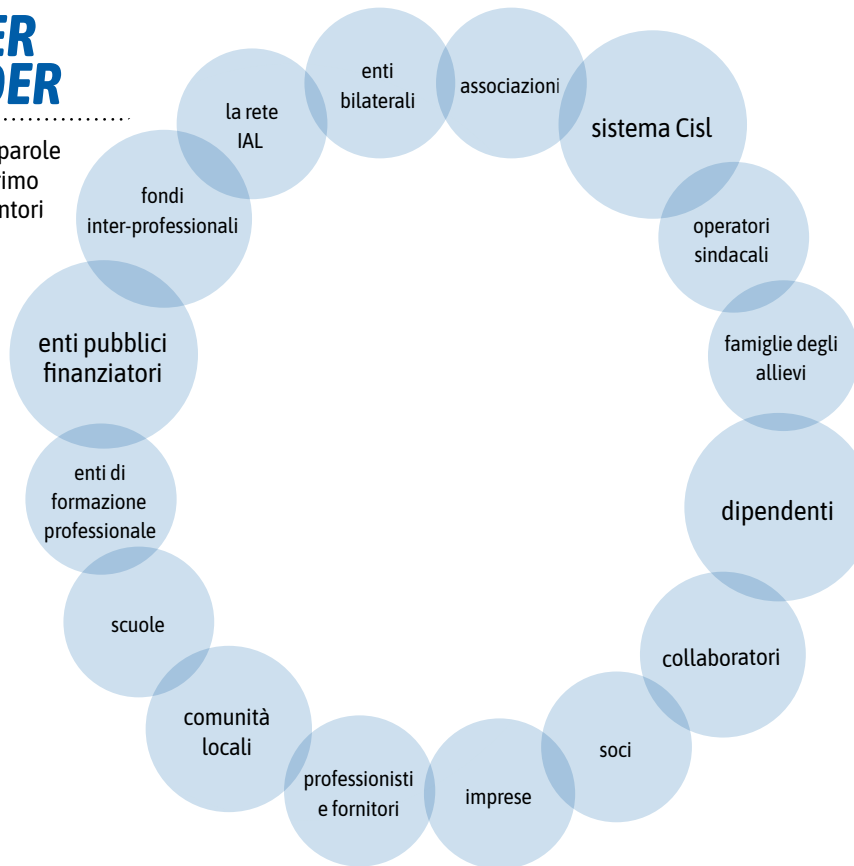 parole
enti
bilaterali
associazioni
la rete
IAL
sistema Cisl
fondi
inter-professionali
operatori
sindacali
enti pubblici
finanziatori
famiglie degli
allievi
enti di
formazione
professionale
dipendenti
scuole
collaboratori
comunità
locali
soci
professionisti
e fornitori
imprese